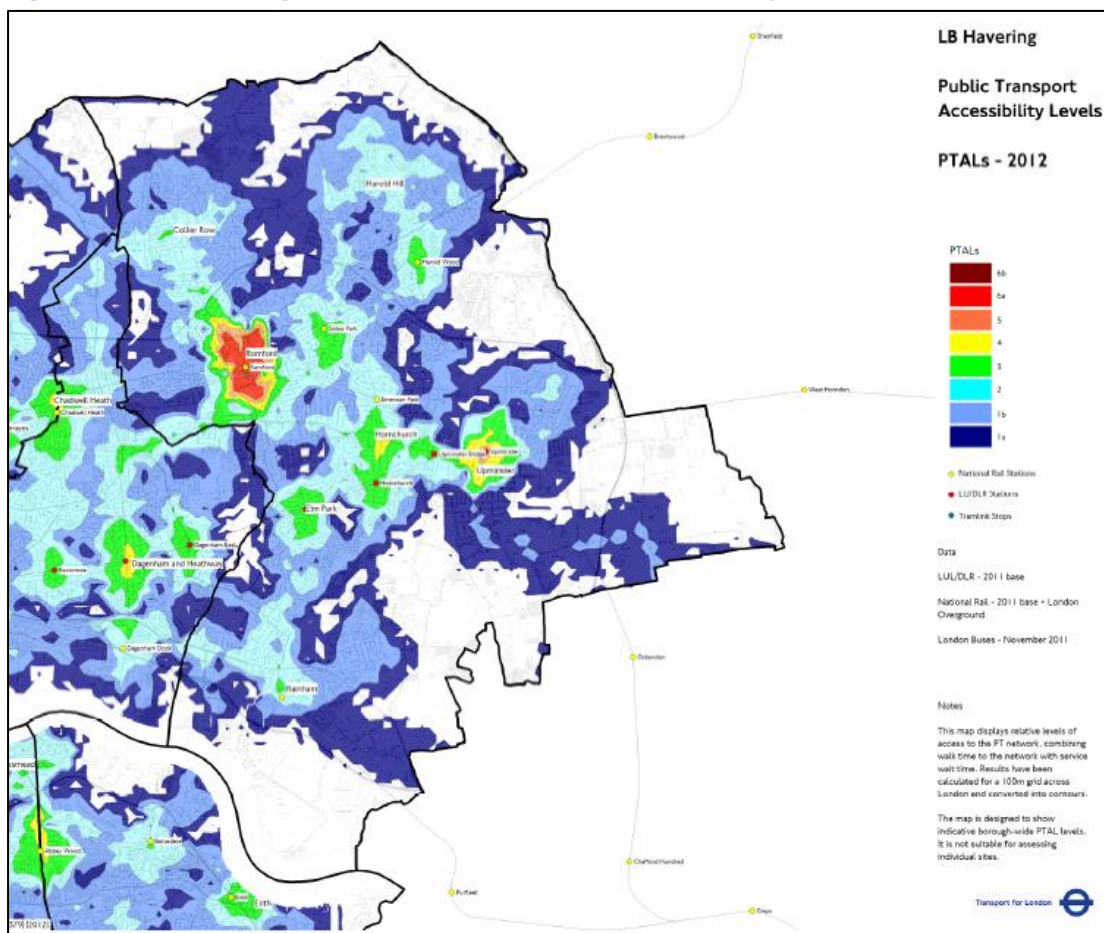 LB Havering
Public Transport
Accessibility Levels
PTALs - 2012
PTALs
6b
6a
5
4
3
2
1b
1a
National Rail Stations
LU/DLR Stations
Tramlink Stops
Data
LUL/DLR - 2011 base
National Rail - 2011 base + London
Overground
London Buses - November 2011
Notes
This map displays relative levels of
access to the PT network, combining
walk time to the network with service
wait time. Results have been
calculated for a 100m grid across
London and converted into contours.
The map is designed to show
indicative borough-wide PTAL levels.
It is not suitable for assessing
individual sites.
Transport for London
Shenfield
Brentwood
Harold Hill
Collier Row
Harold Wood
Gidea Park
Romford
Romford
West Horndon
Chadwell Heath
Chadwell Heath
Emerson Park
Hornchurch
Upminster Bridge
Upminster
Upminster
Hornchurch
Elm Park
Dagenham East
Dagenham and Heathway
Becontree
Dagenham Dock
Ockendon
Rainham
Belvedere
Abbey Wood
Erith
Erith
Chafford Hundred
Purfleet
Grays